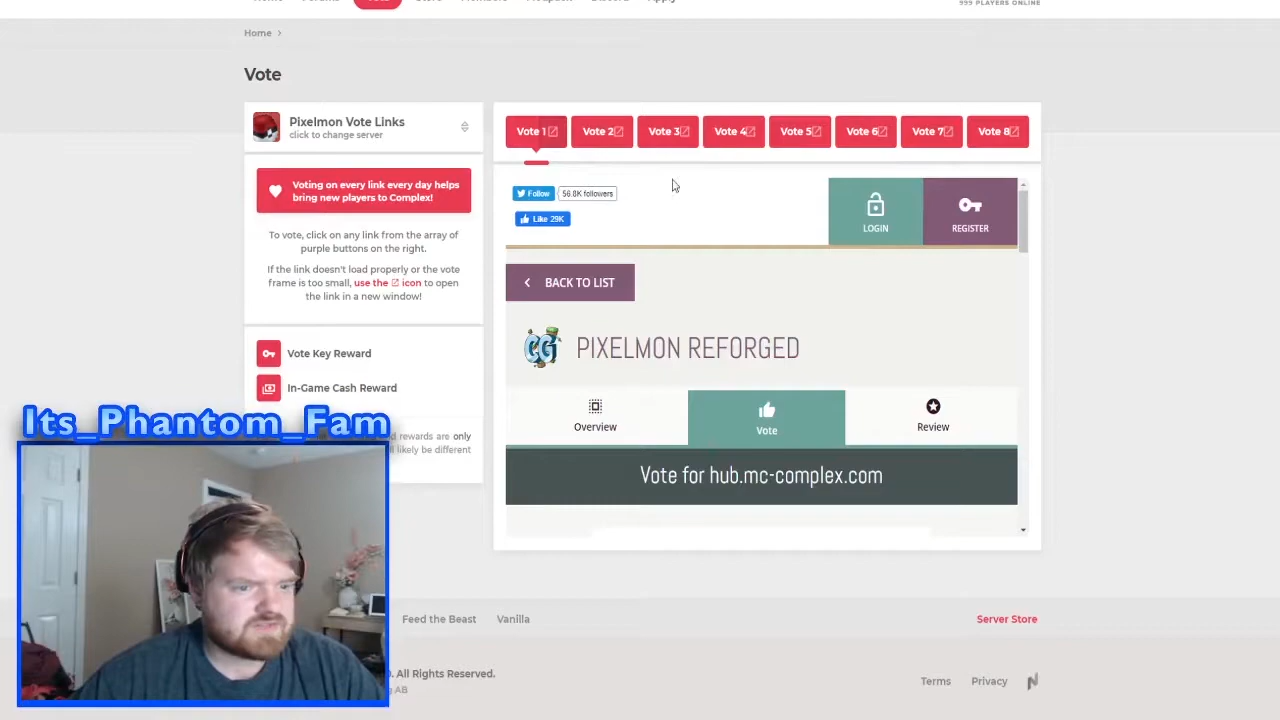 999 PLAYERS ONLINE
Home
Vote
Pixelmon Vote Links
click to change server
Voting on every link every day helps
bring new players to Complex!
To vote, click on any link from the array of
purple buttons on the right.
If the link doesn't load properly or the vote
frame is too small, use the icon to open
the link in a new window!
Vote Key Reward
In-Game Cash Reward
rewards are only
likely be different
Vote 1
Vote 2
Vote 3
Vote 4
Vote 5
Vote 6
Vote 7
Vote 8
Follow
56.8K followers
Like 29K
LOGIN
REGISTER
BACK TO LIST
CG
PIXELMON REFORGED
Overview
Vote
Review
Vote for hub.mc-complex.com
Its_Phantom_Fam
Feed the Beast
Vanilla
Server Store
. All Rights Reserved.
AB
Terms
Privacy